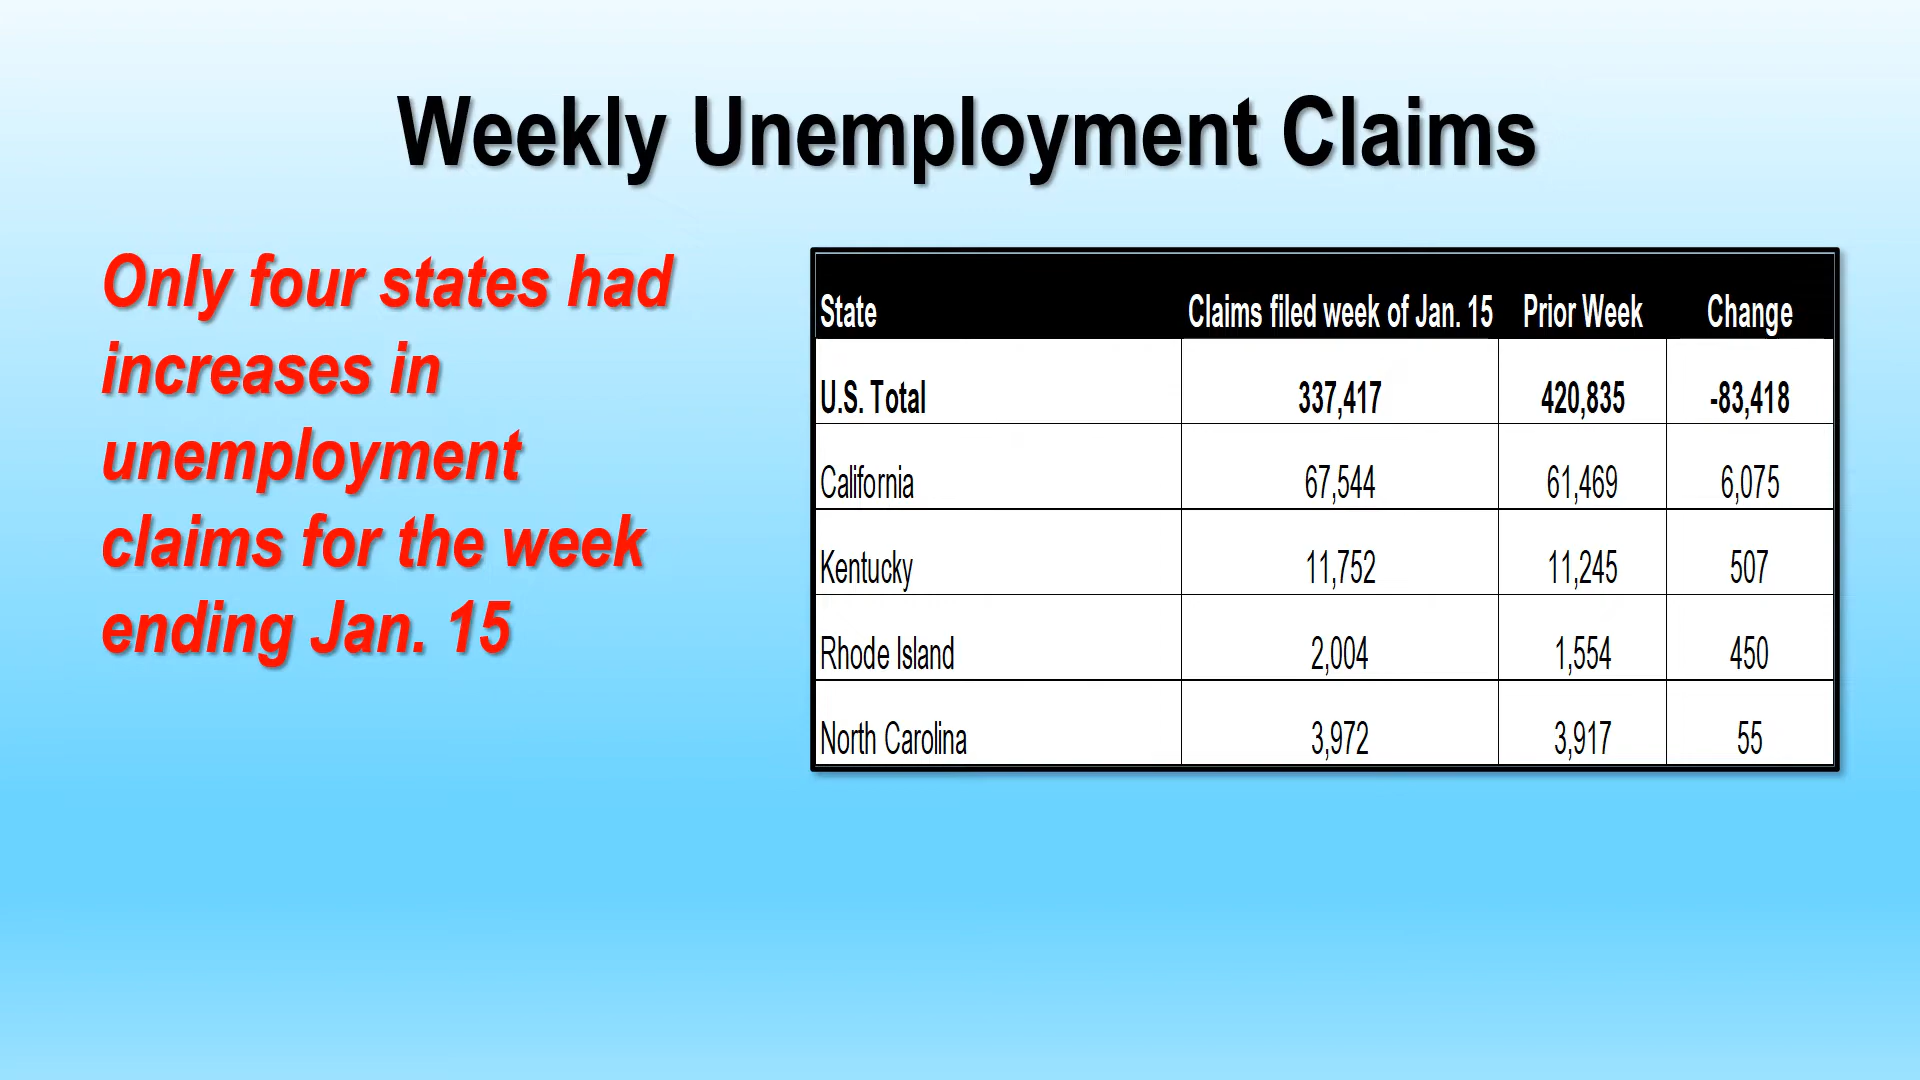 Weekly Unemployment Claims
Only four states had
increases in
unemployment
claims for the week
ending Jan. 15
State Claims filed week of Jan. 15 Prior Week Change
U.S. Total 337,417 420,835 -83,418
California 67,544 61,469 6,075
Kentucky 11,752 11,245 507
Rhode Island 2,004 1,554 450
North Carolina 3,972 3,917 55